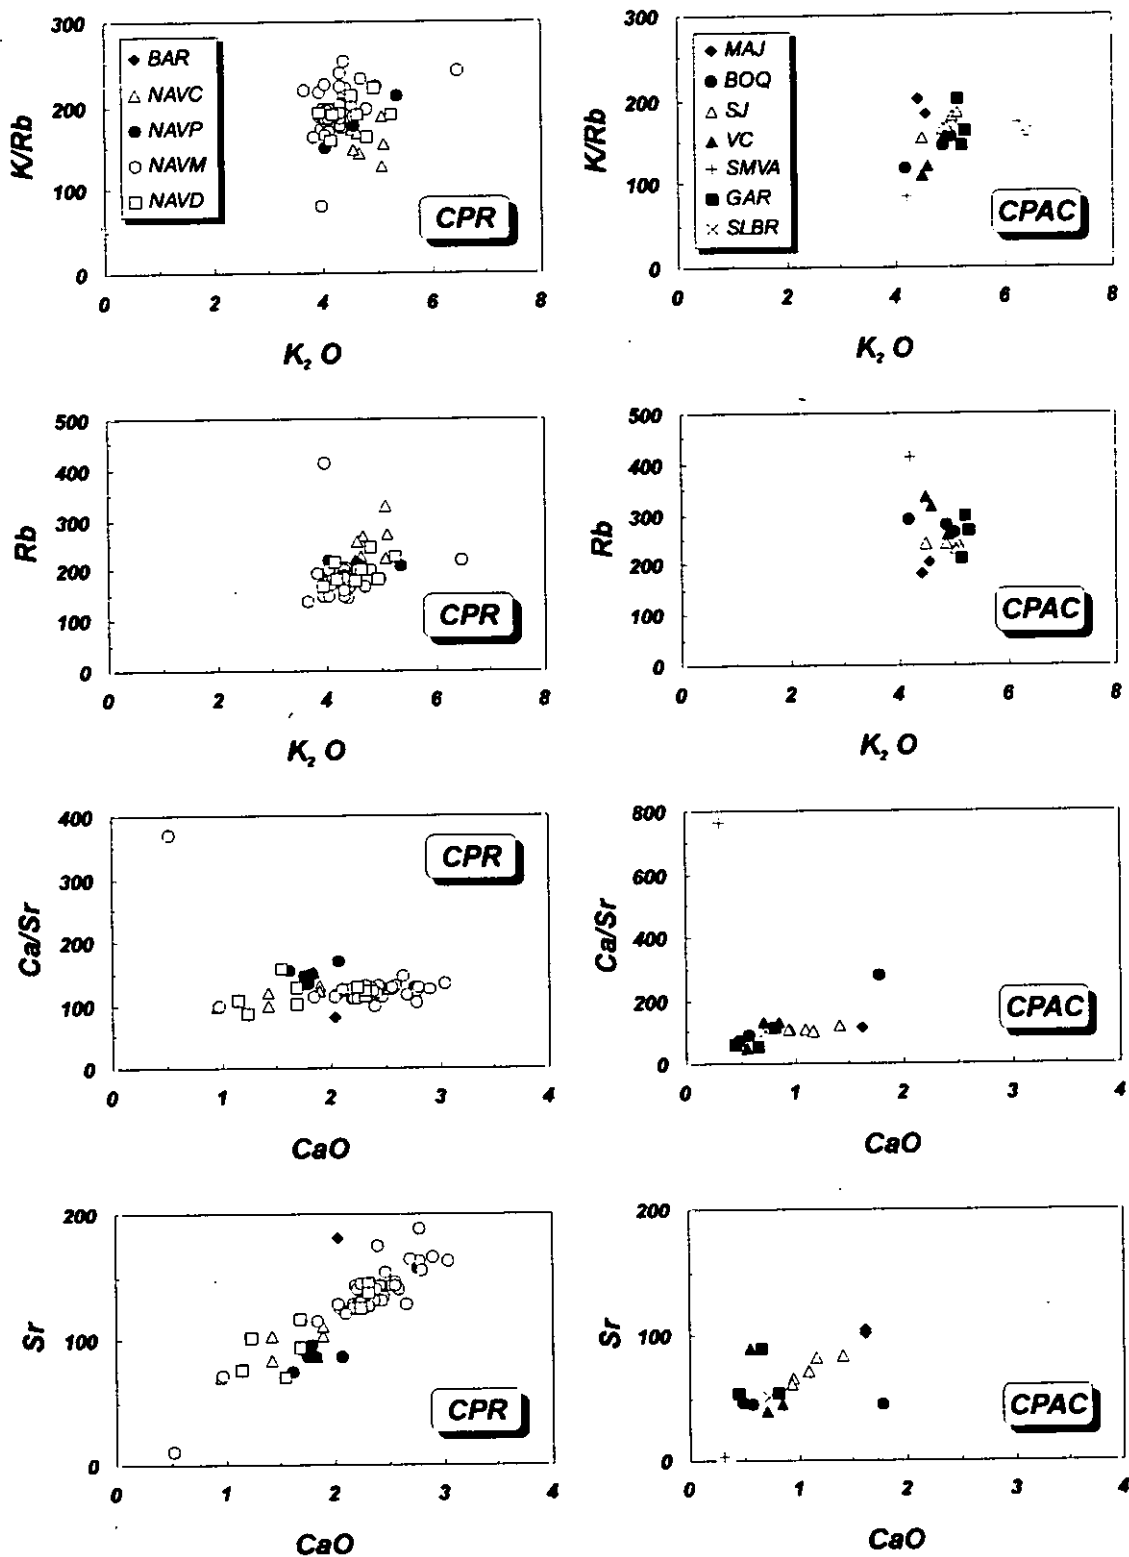 300
200
100
0
K/Rb
BAR
NAVC
NAVP
NAVM
NAVD
CPR
0 2 4 6 8
K₂ O
300
200
100
0
K/Rb
MAJ
BOQ
SJ
VC
SMVA
GAR
SLBR
CPAC
0 2 4 6 8
K₂ O
500
400
300
200
100
0
Rb
CPR
0 2 4 6 8
K₂ O
500
400
300
200
100
0
Rb
CPAC
0 2 4 6 8
K₂ O
400
300
200
100
0
Ca/Sr
CPR
0 1 2 3 4
CaO
800
600
400
200
0
Ca/Sr
CPAC
0 1 2 3 4
CaO
200
100
0
Sr
CPR
0 1 2 3 4
CaO
200
100
0
Sr
CPAC
0 1 2 3 4
CaO